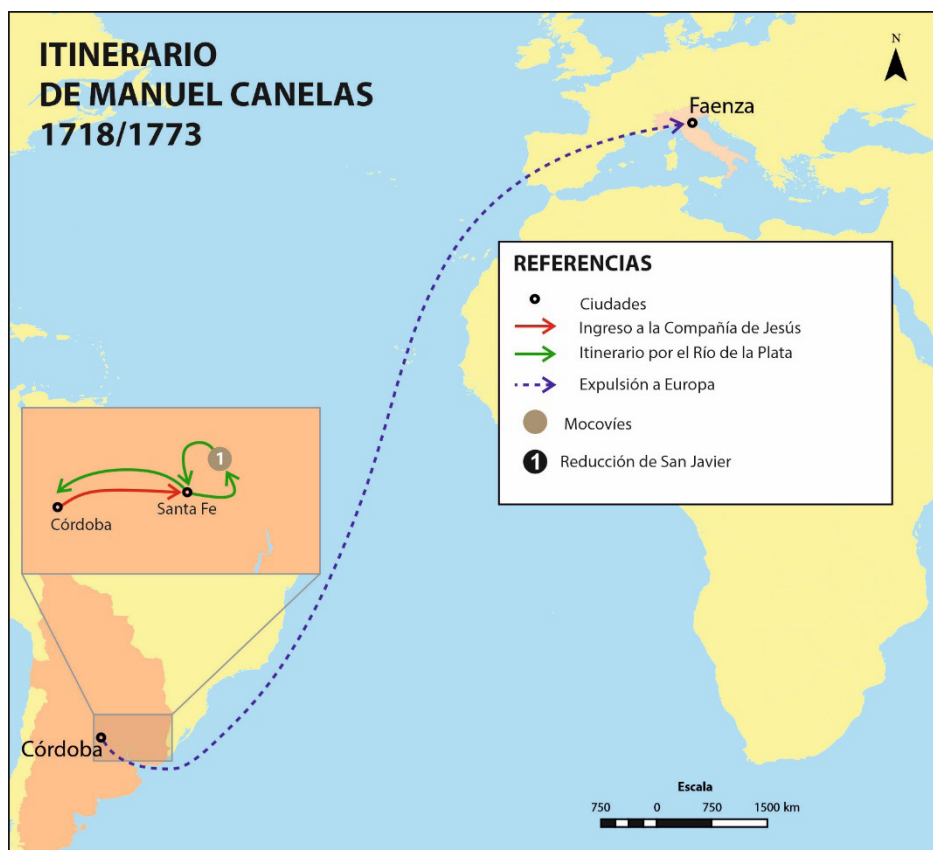 ITINERARIO
DE MANUEL CANELAS
1718/1773
N
Faenza
REFERENCIAS
Ciudades
Ingreso a la Compañía de Jesús
Itinerario por el Río de la Plata
Expulsión a Europa
Mocovíes
1 Reducción de San Javier
1
Santa Fe
Córdoba
Córdoba
Escala
750 0 750 1500 km